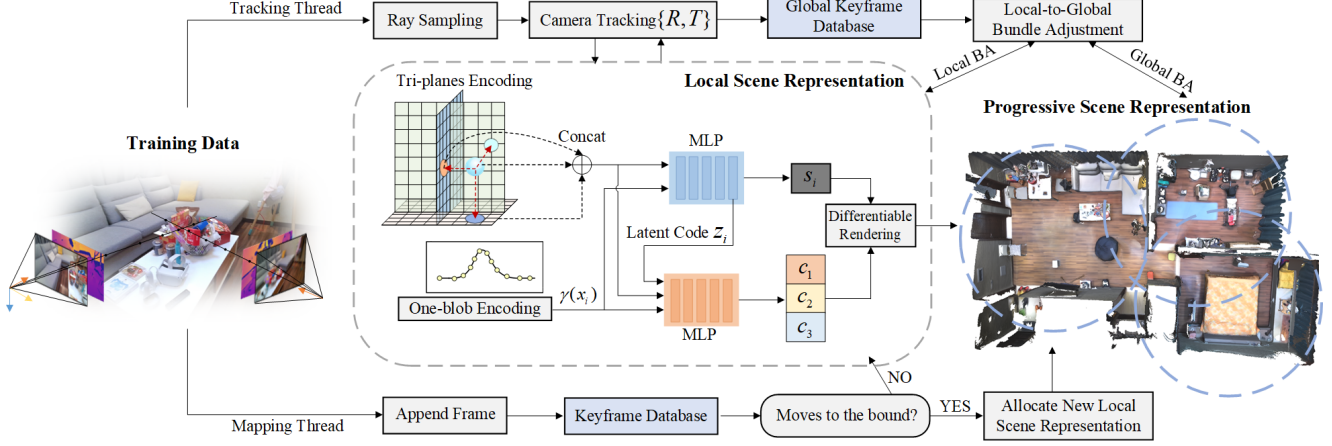 Tracking Thread
Ray Sampling
Camera Tracking{R, T}
Global Keyframe
Database
Local-to-Global
Bundle Adjustment
Local BA
Global BA
Tri-planes Encoding
Local Scene Representation
Progressive Scene Representation
Training Data
Concat
MLP
s_i
Differentiable
Rendering
Latent Code z_i
c_1
c_2
c_3
One-blob Encoding
γ(x_i)
MLP
NO
Mapping Thread
Append Frame
Keyframe Database
Moves to the bound?
YES
Allocate New Local
Scene Representation